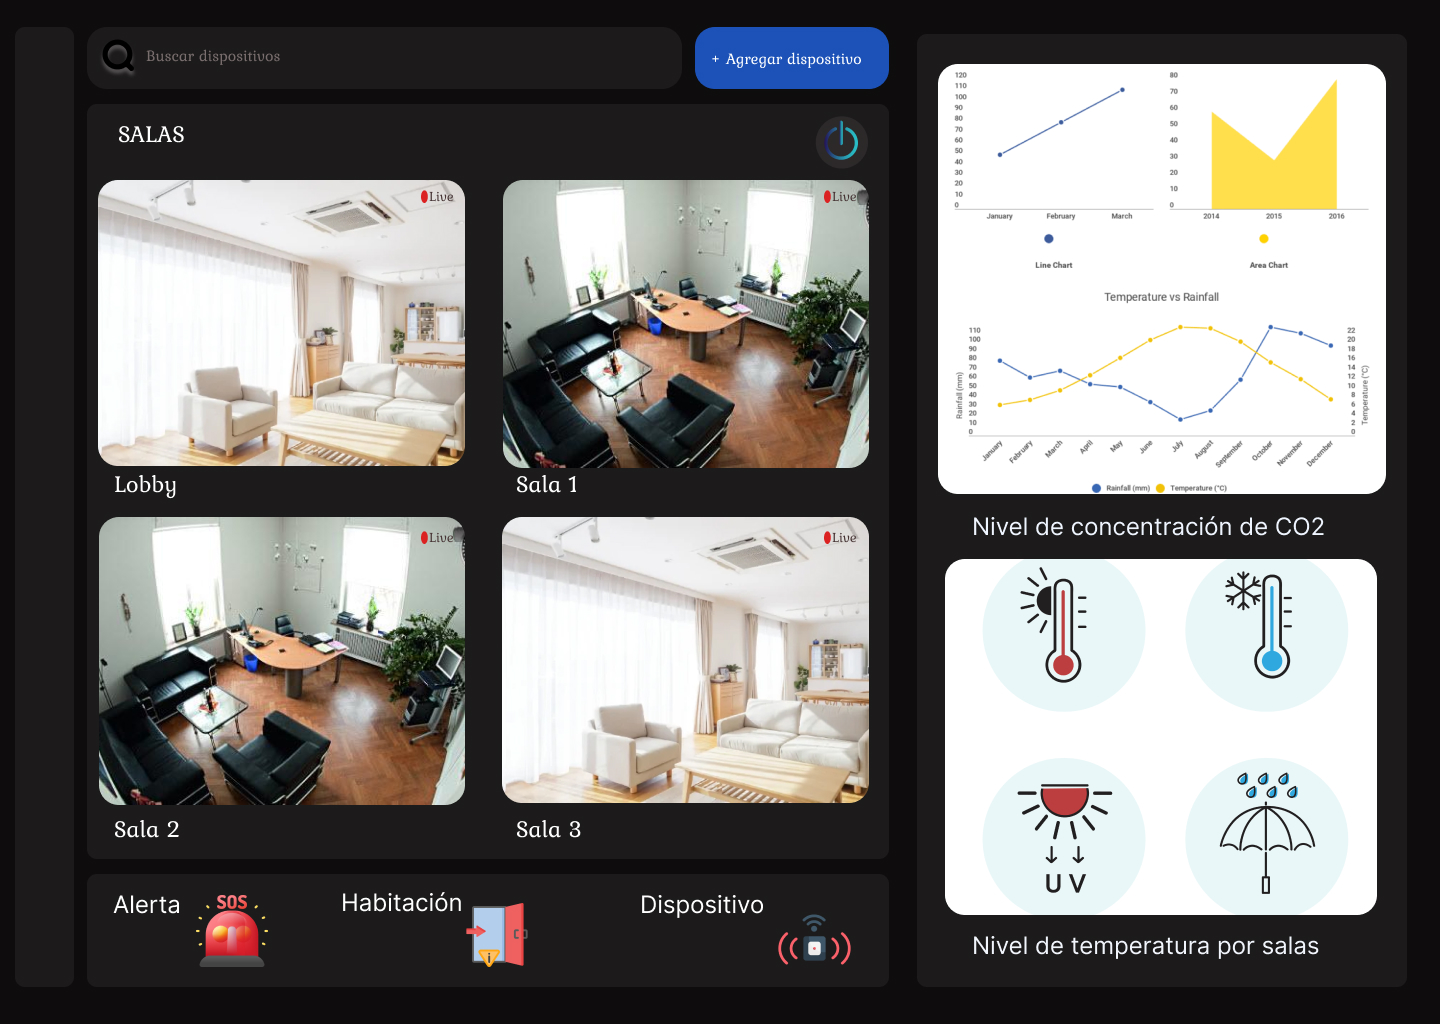 Buscar dispositivos
+ Agregar dispositivo
SALAS
Live
Live
Lobby
Sala 1
Live
Live
Sala 2
Sala 3
Alerta
SOS
Habitación
i
Dispositivo
120
110
100
90
80
70
60
50
40
30
20
10
0
January February March
Line Chart
80
70
60
50
40
30
20
10
0
2014 2015 2016
Area Chart
Temperature vs Rainfall
Rainfall (mm)
110
100
90
80
70
60
50
40
30
20
10
0
22
20
18
16
14
12
10
8
6
4
2
0
Temperature (°C)
January February March April May June July August September October November December
Rainfall (mm) Temperature (°C)
Nivel de concentración de CO2
UV
Nivel de temperatura por salas